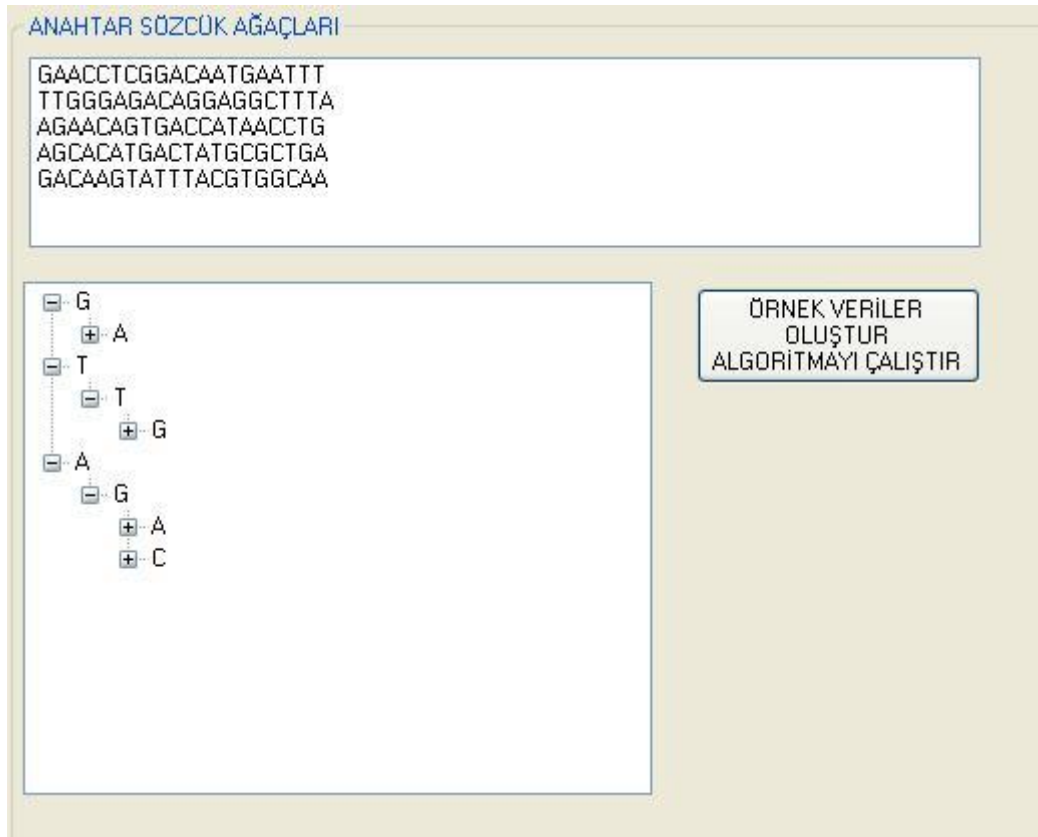 ANAHTAR SÖZCÜK AĞAÇLARI
GAACCTCGGACAATGAATTT
TTGGGAGACAGGAGGCTTTA
AGAACAGTGACCATAACCTG
AGCACATGACTATGCGCTGA
GACAAGTATTTACGTGGCAA
G
A
T
T
G
A
G
A
C
ÖRNEK VERİLER
OLUŞTUR
ALGORİTMAYI ÇALIŞTIR